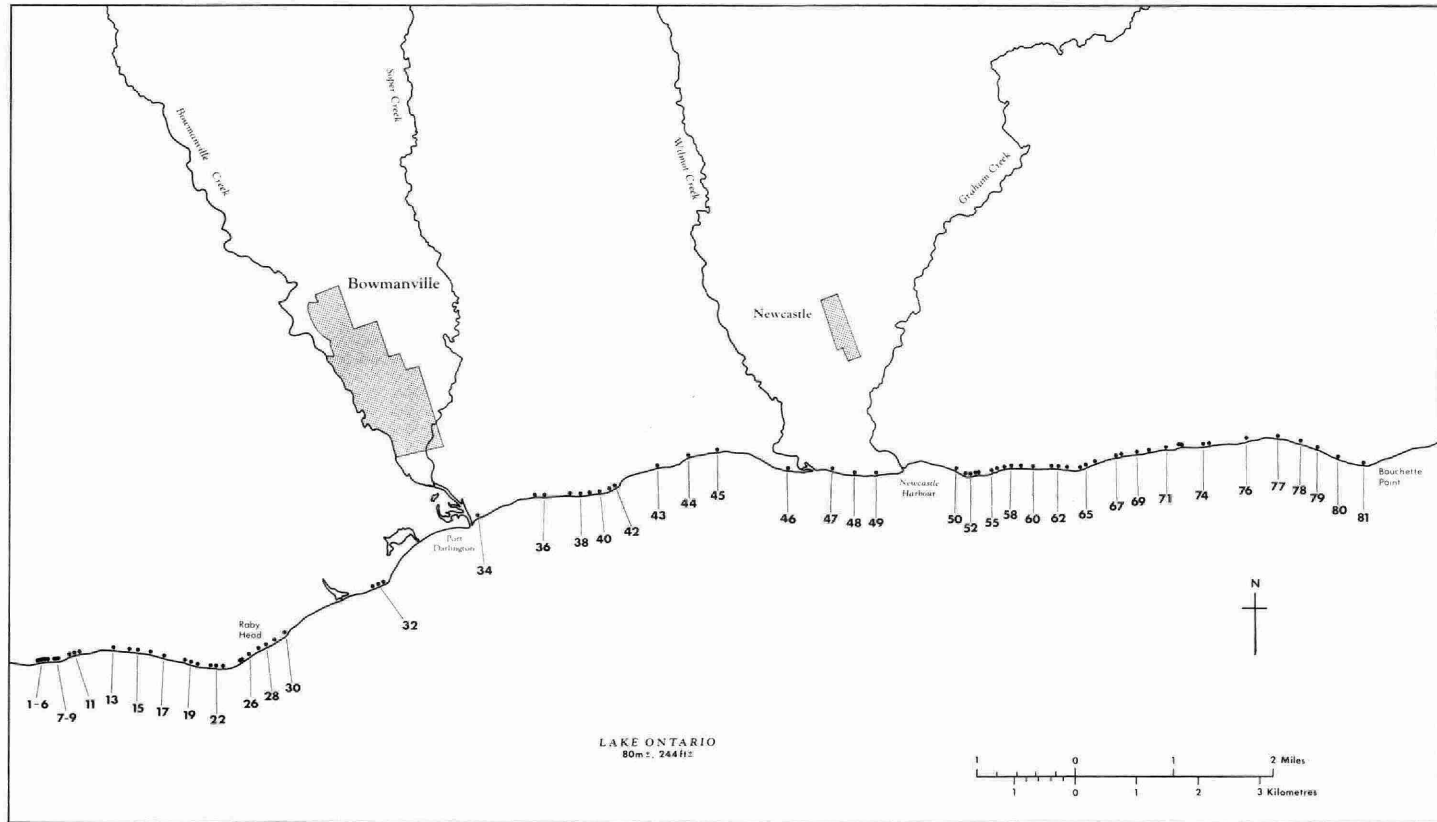 Bowmanville Creek
Soper Creek
Wilmot Creek
Graham Creek
Bowmanville
Newcastle
Port
Darlington
Newcastle
Harbour
Bouchette
Point
Raby
Head
1-6
7-9
11
13
15
17
19
22
26
28
30
32
34
36
38
40
42
43
44
45
46
47
48
49
50
52
55
58
60
62
65
67
69
71
74
76
77
78
79
80
81
N
LAKE ONTARIO
80m±, 244ft±
1 0 1 2 Miles
1 0 1 2 3 Kilometres